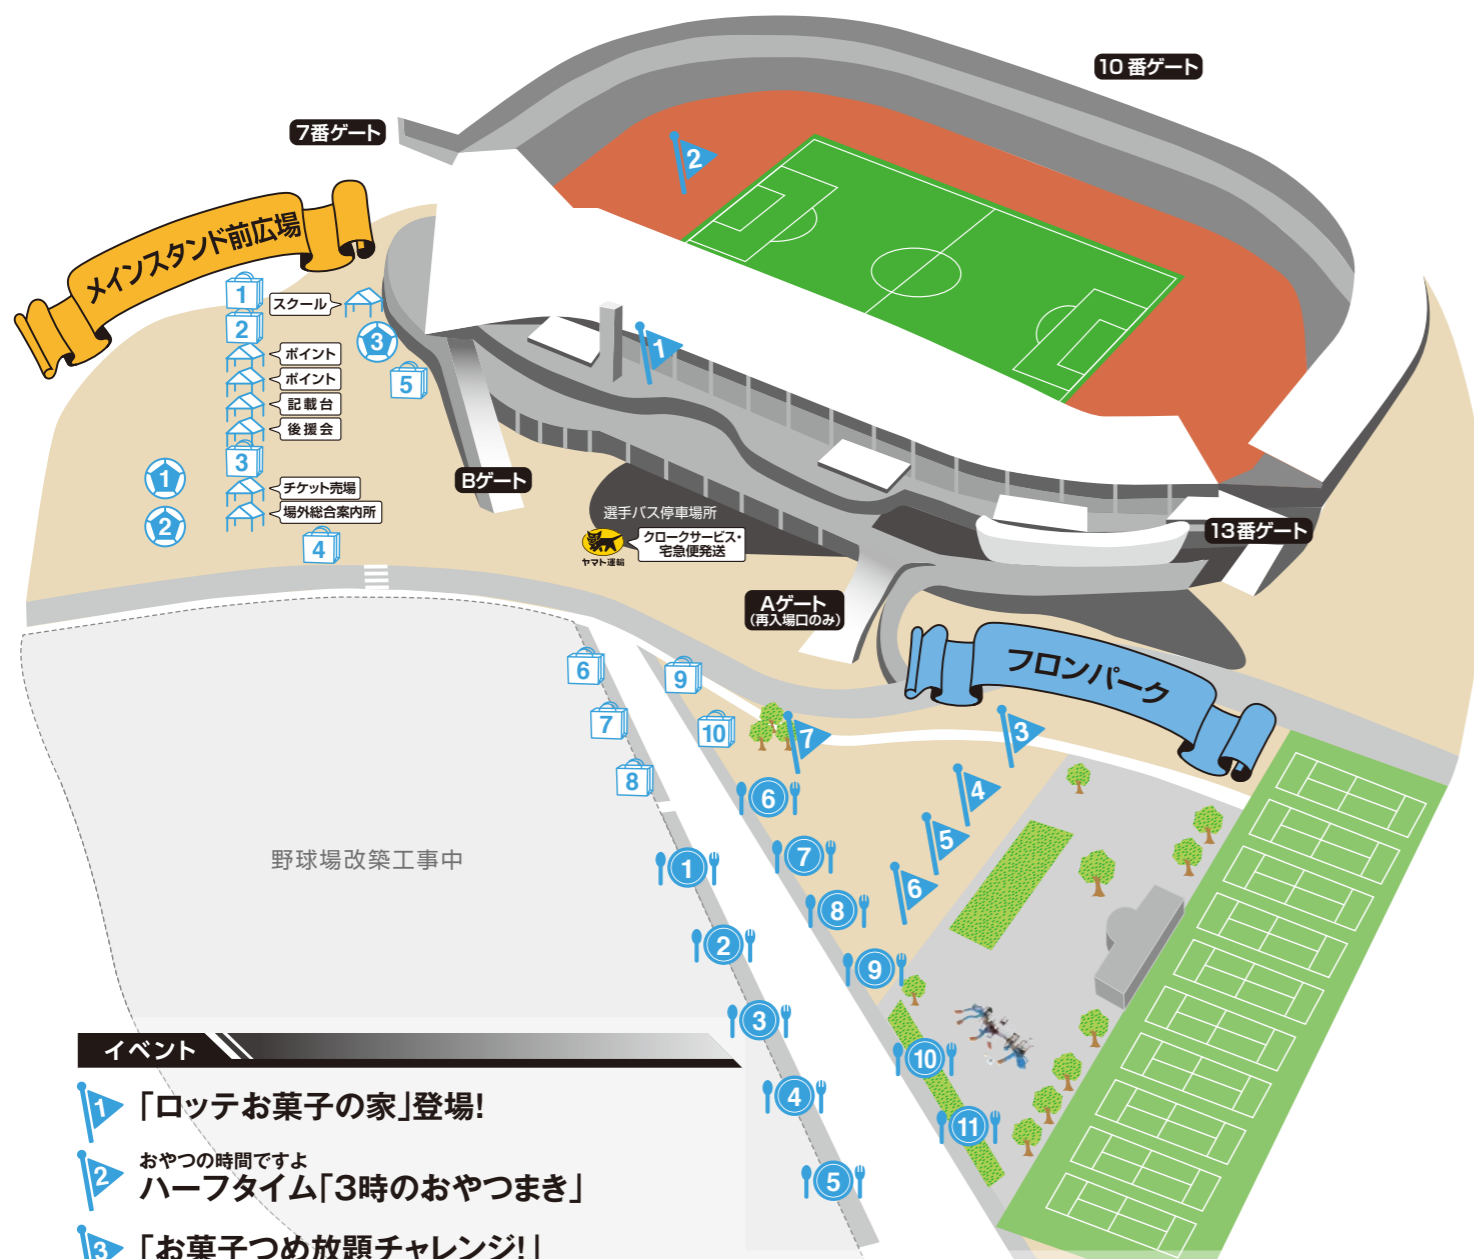 10番ゲート
7番ゲート
2
メインスタンド前広場
1
スクール
2
3
1
ポイント
ポイント
5
記載台
後援会
3
1
チケット売場
Bゲート
2
場外総合案内所
4
選手バス停車場所
クロークサービス・
宅急便発送
ヤマト運輸
13番ゲート
Aゲート
(再入場口のみ)
フロンパーク
6
9
7
10
7
3
8
6
4
野球場改築工事中
1
7
5
8
6
2
9
3
10
4
11
5
イベント
1 「ロッテお菓子の家」登場!
おやつの時間ですよ
2 ハーフタイム「3時のおやつまき」
3 「お菓子つめ放題チャレンジ!」